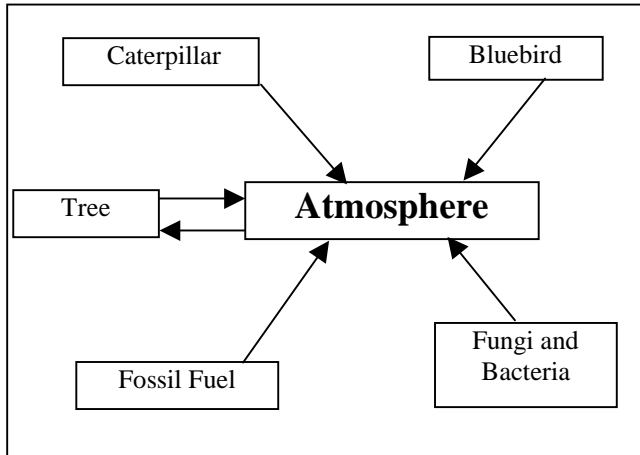 Caterpillar
Bluebird
Tree
Atmosphere
Fossil Fuel
Fungi and
Bacteria